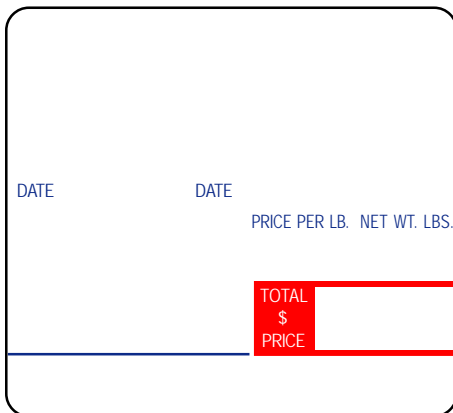 DATE DATE
PRICE PER LB. NET WT. LBS.
TOTAL
$
PRICE